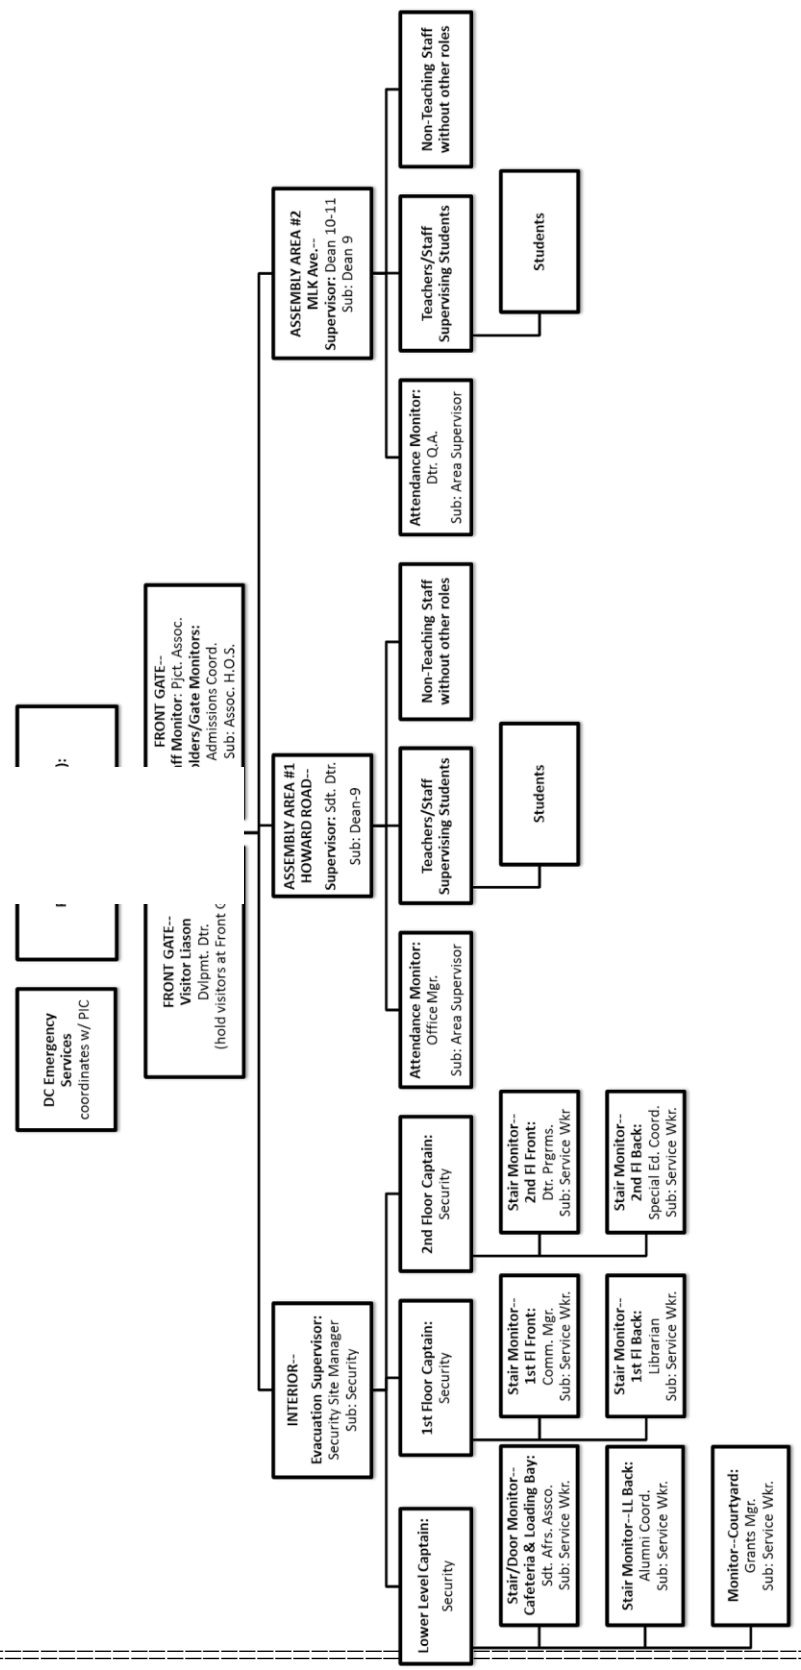 DC Emergency
Services
coordinates w/ PIC
):
FRONT GATE--
Visitor Liason
Dvlpmt. Dtr.
(hold visitors at Front
FRONT GATE--
Monitor: Pjct. Assoc.
Monitors:
Admissions Coord.
Sub: Assoc. H.O.S.
INTERIOR--
Evacuation Supervisor:
Security Site Manager
Sub: Security
ASSEMBLY AREA #1
HOWARD ROAD--
Supervisor: Sdt. Dtr.
Sub: Dean-9
ASSEMBLY AREA #2
MLK Ave.--
Supervisor: Dean 10-11
Sub: Dean 9
Lower Level Captain:
Security
Stair/Door Monitor--
Cafeteria & Loading Bay:
Sdt. Afrs. Assco.
Sub: Service Wkr.
Stair Monitor--LL Back:
Alumni Coord.
Sub: Service Wkr.
Monitor--Courtyard:
Grants Mgr.
Sub: Service Wkr.
1st Floor Captain:
Security
Stair Monitor--
1st Fl Front:
Comm. Mgr.
Sub: Service Wkr.
Stair Monitor--
1st Fl Back:
Librarian
Sub: Service Wkr.
2nd Floor Captain:
Security
Stair Monitor--
2nd Fl Front:
Dtr. Prgrms.
Sub: Service Wkr
Stair Monitor--
2nd Fl Back:
Special Ed. Coord.
Sub: Service Wkr.
Attendance Monitor:
Office Mgr.
Sub: Area Supervisor
Teachers/Staff
Supervising Students
Students
Non-Teaching Staff
without other roles
Attendance Monitor:
Dtr. Q.A.
Sub: Area Supervisor
Teachers/Staff
Supervising Students
Students
Non-Teaching Staff
without other roles